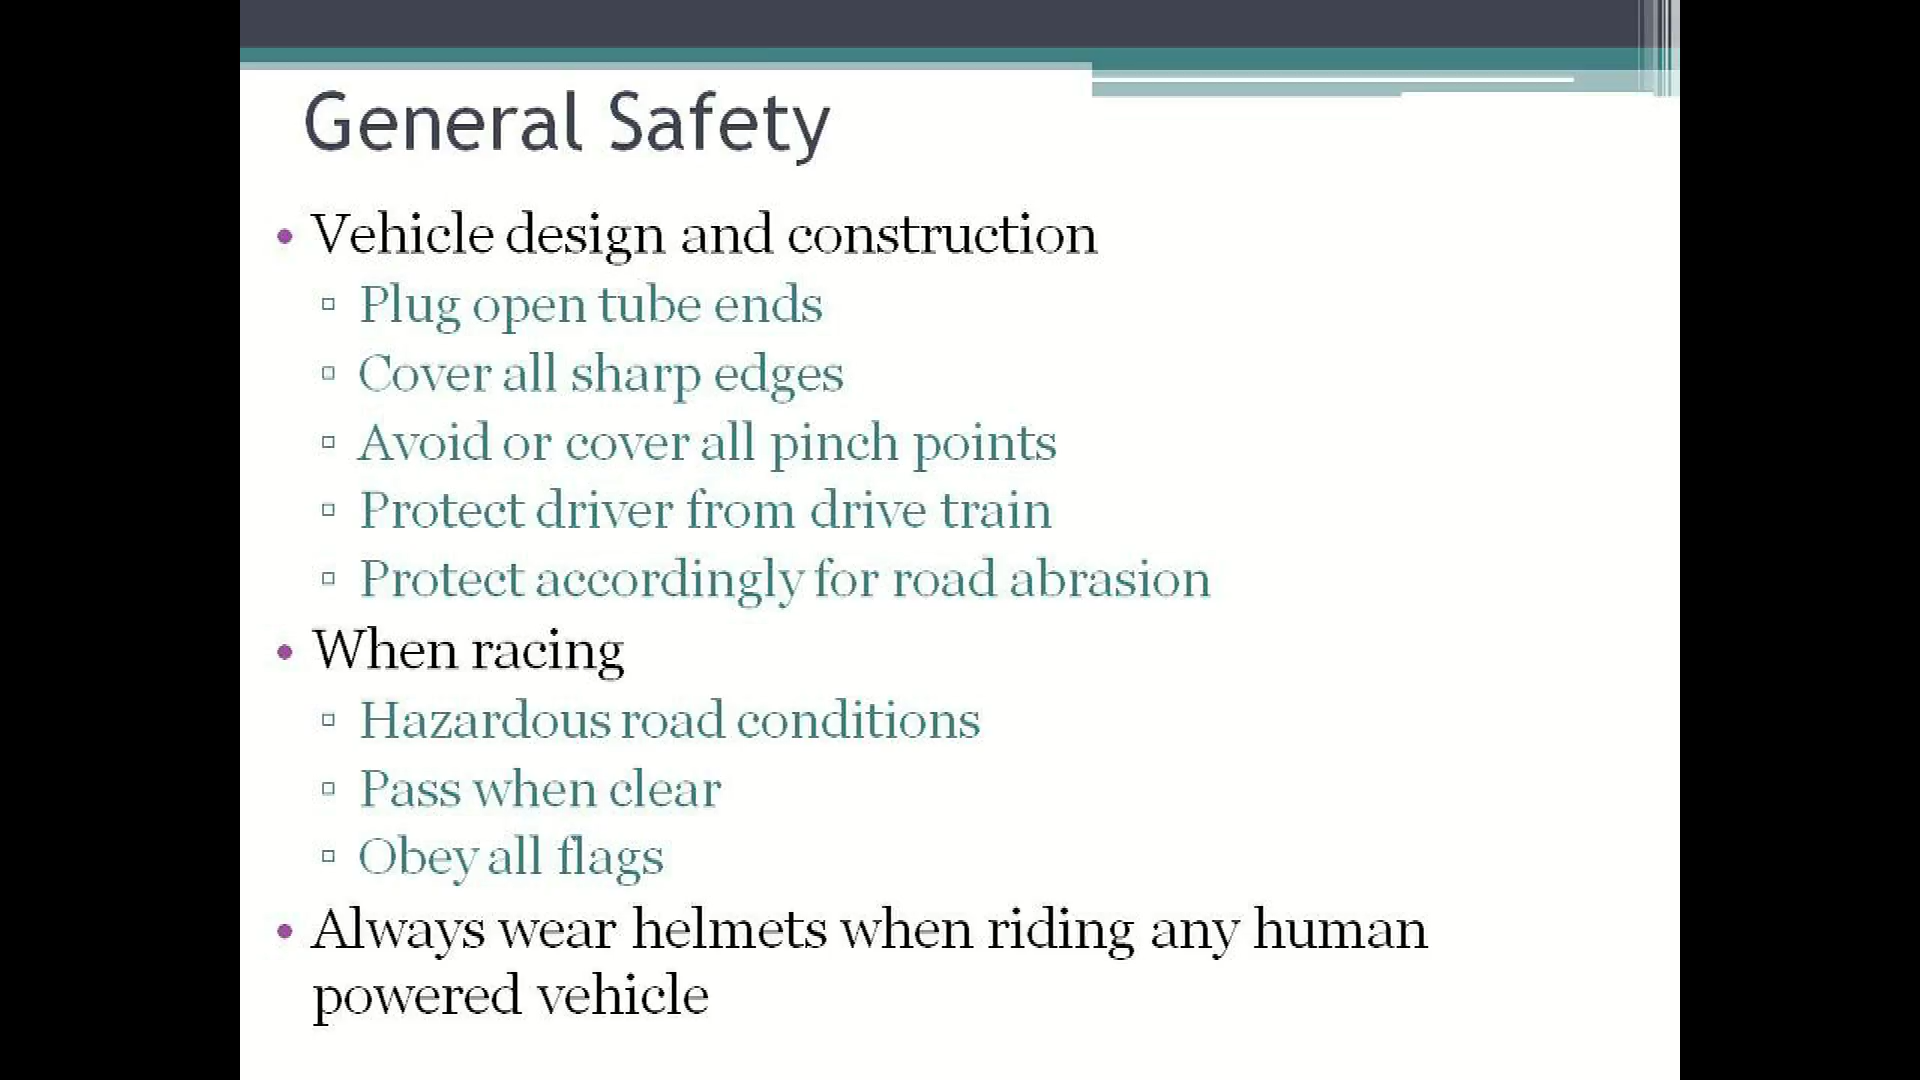 General Safety
• Vehicle design and construction
▫ Plug open tube ends
▫ Cover all sharp edges
▫ Avoid or cover all pinch points
▫ Protect driver from drive train
▫ Protect accordingly for road abrasion
• When racing
▫ Hazardous road conditions
▫ Pass when clear
▫ Obey all flags
• Always wear helmets when riding any human
powered vehicle